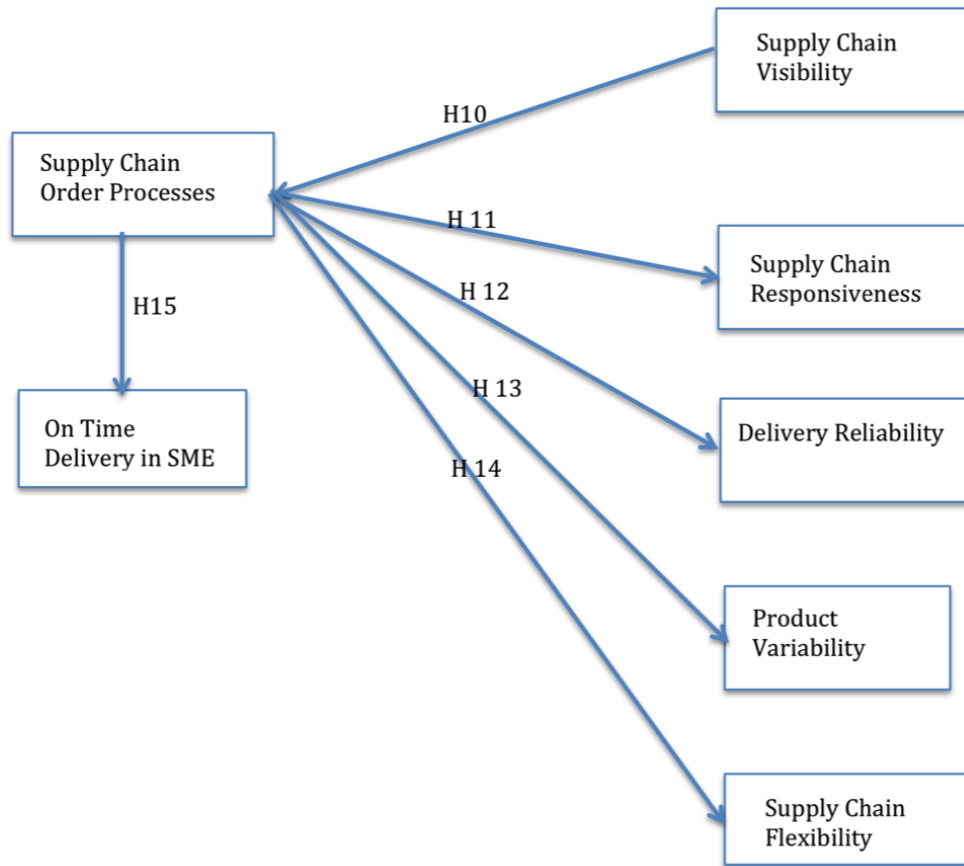 Supply Chain
Visibility
H10
Supply Chain
Order Processes
H 11
Supply Chain
Responsiveness
H 12
H15
H 13
On Time
Delivery in SME
Delivery Reliability
H 14
Product
Variability
Supply Chain
Flexibility